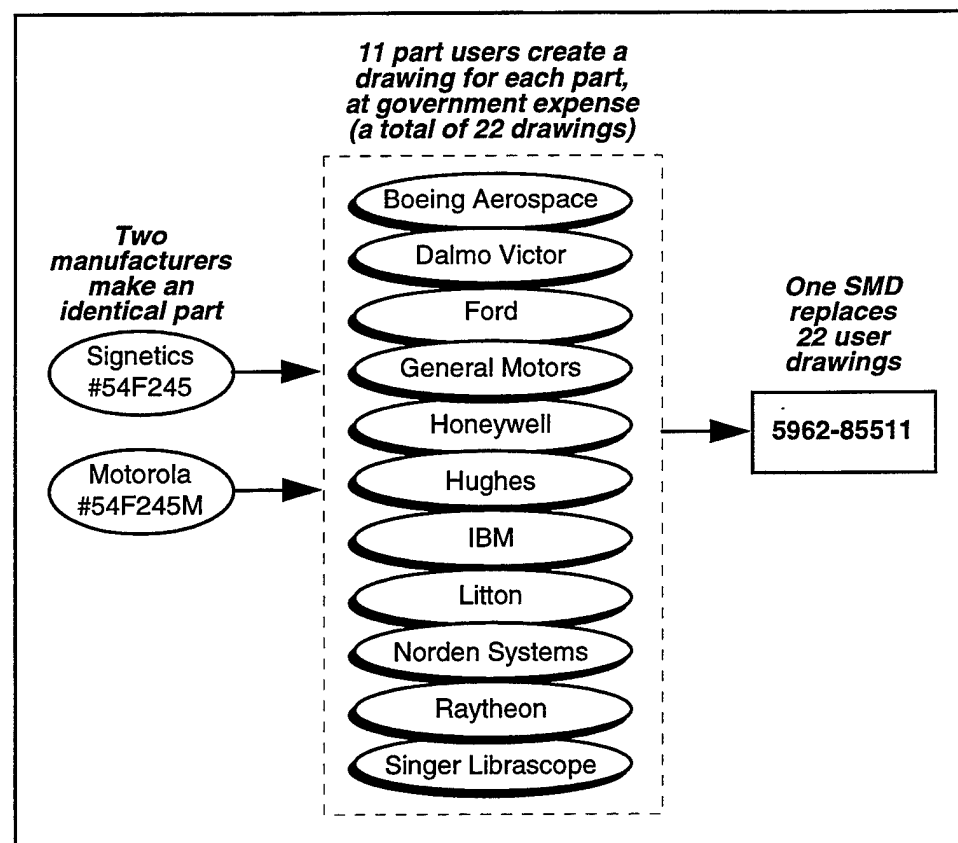 11 part users create a
drawing for each part,
at government expense
(a total of 22 drawings)
Two
manufacturers
make an
identical part
Signetics
#54F245
Motorola
#54F245M
Boeing Aerospace
Dalmo Victor
Ford
General Motors
Honeywell
Hughes
IBM
Litton
Norden Systems
Raytheon
Singer Librascope
One SMD
replaces
22 user
drawings
5962-85511